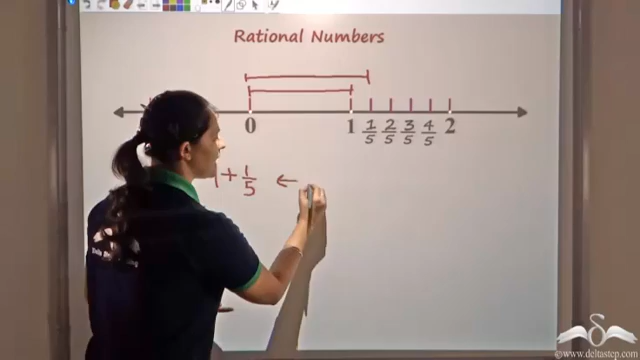 Rational Numbers
0 1 1/5 2/5 3/5 4/5 2
1 + 1/5 ←
©www.deltastep.com